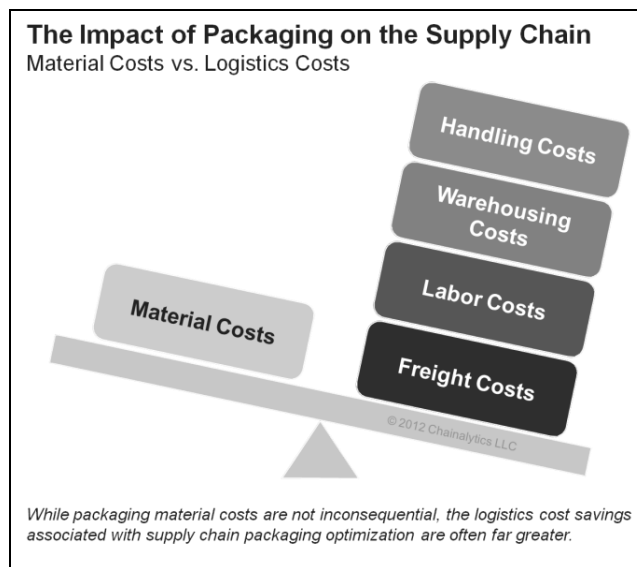 The Impact of Packaging on the Supply Chain
Material Costs vs. Logistics Costs
Handling Costs
Warehousing
Costs
Labor Costs
Material Costs
Freight Costs
© 2012 Chainalytics LLC
While packaging material costs are not inconsequential, the logistics cost savings
associated with supply chain packaging optimization are often far greater.